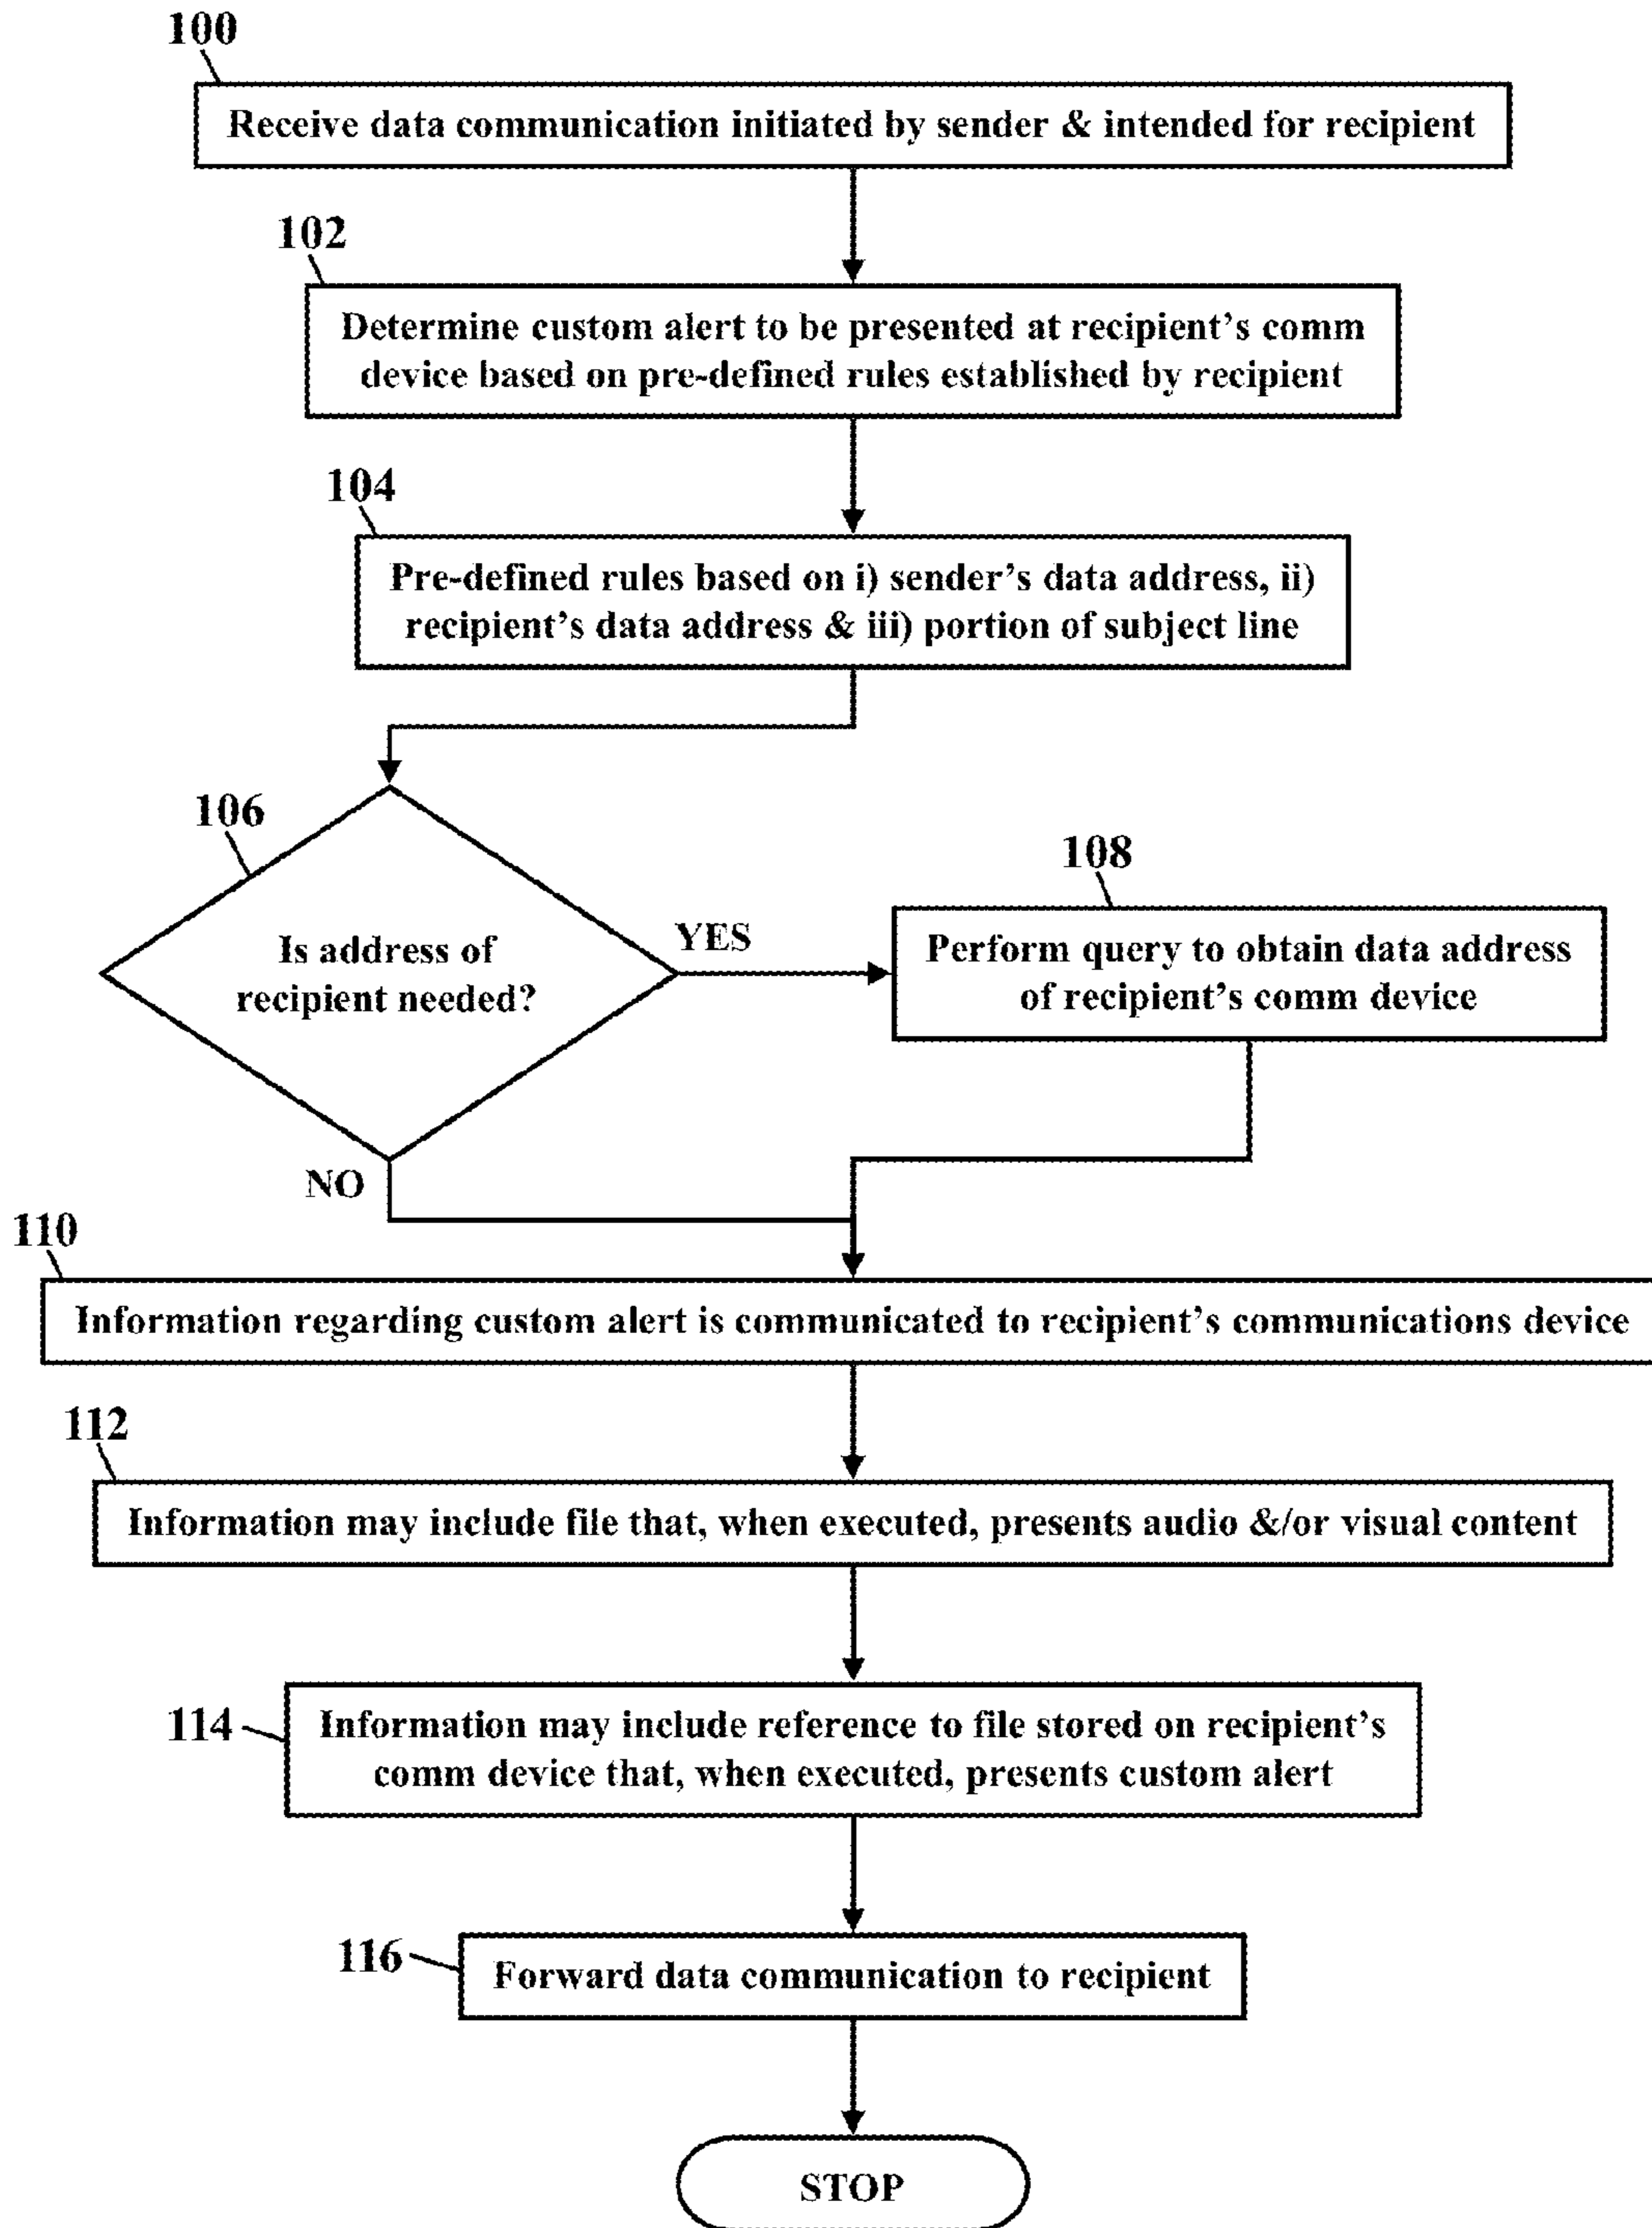 100
Receive data communication initiated by sender & intended for recipient
102
Determine custom alert to be presented at recipient's comm
device based on pre-defined rules established by recipient
104
Pre-defined rules based on i) sender's data address, ii)
recipient's data address & iii) portion of subject line
106
Is address of
recipient needed?
YES
108
Perform query to obtain data address
of recipient's comm device
NO
110
Information regarding custom alert is communicated to recipient's communications device
112
Information may include file that, when executed, presents audio &/or visual content
114
Information may include reference to file stored on recipient's
comm device that, when executed, presents custom alert
116
Forward data communication to recipient
STOP